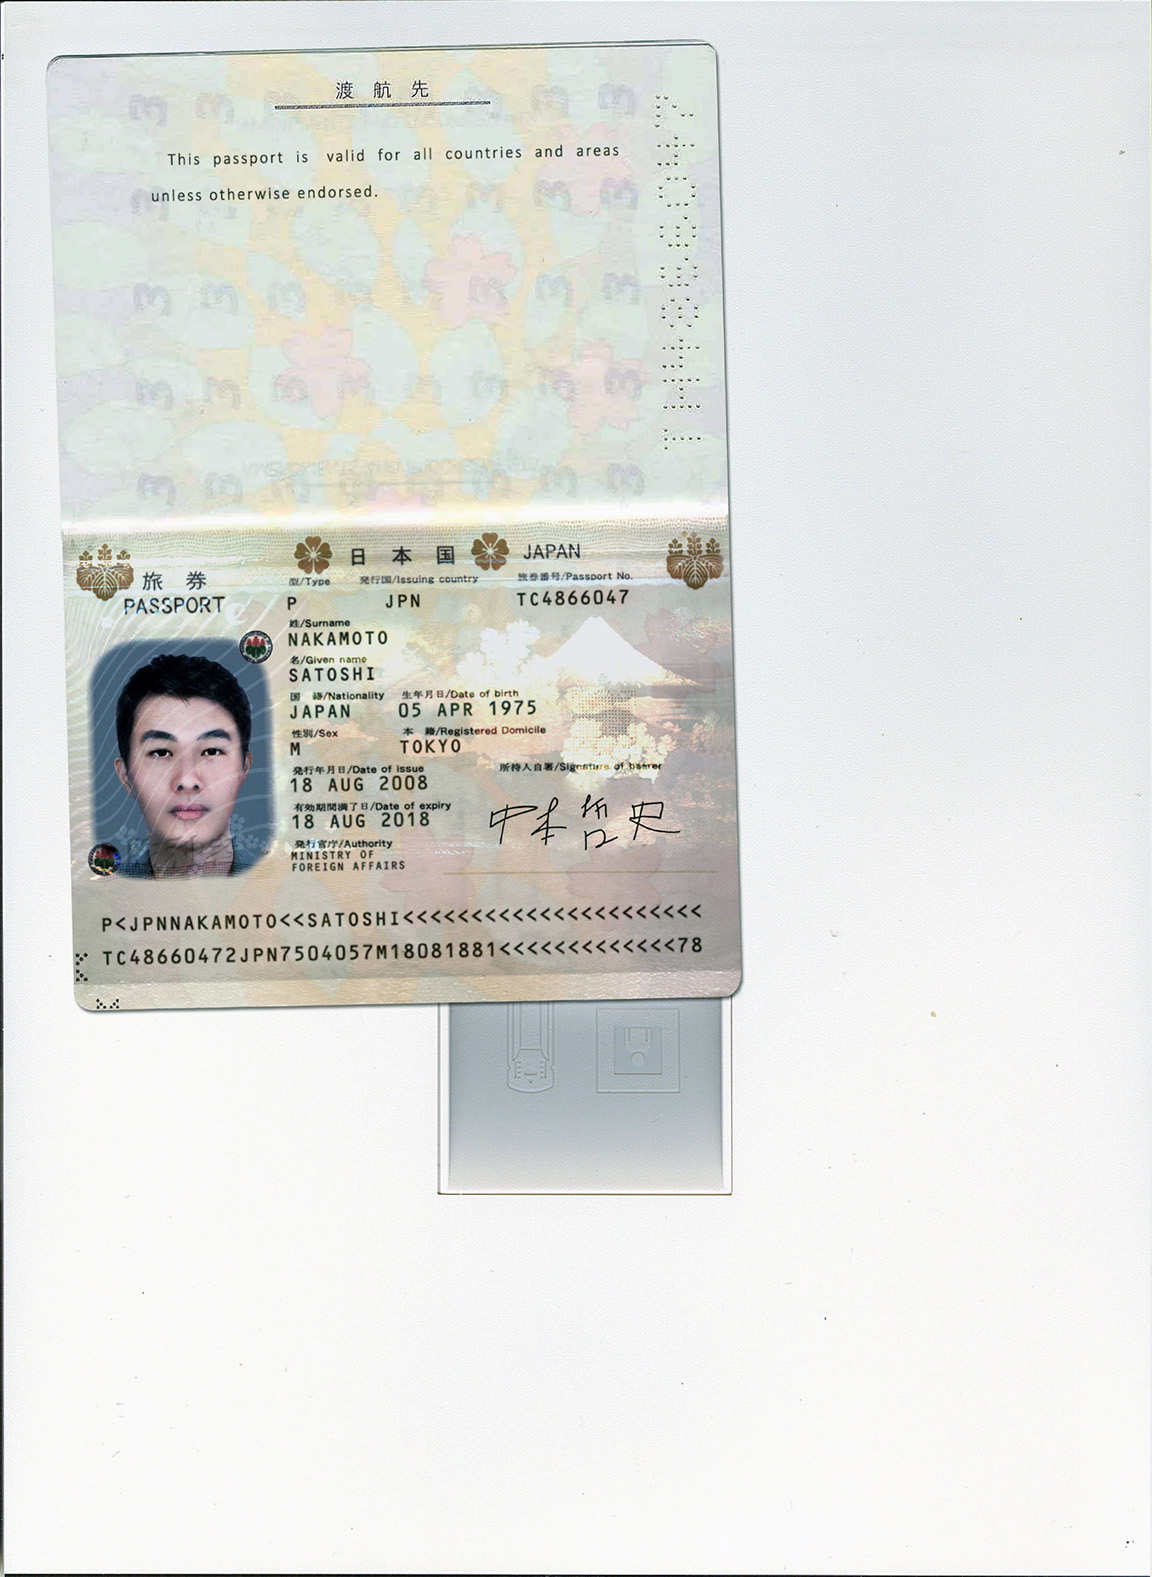 渡航先
This passport is valid for all countries and areas
unless otherwise endorsed.
日本国 JAPAN
旅券
PASSPORT
型/Type 発行国/Issuing country 旅券番号/Passport No.
P JPN TC4866047
姓/Surname
NAKAMOTO
名/Given name
SATOSHI
国 籍/Nationality 生年月日/Date of birth
JAPAN 05 APR 1975
性別/Sex 本 籍/Registered Domicile
M TOKYO
発行年月日/Date of issue 所持人自署/Signature of bearer
18 AUG 2008
有効期間満了日/Date of expiry
18 AUG 2018
中本哲史
発行官庁/Authority
MINISTRY OF
FOREIGN AFFAIRS
P<JPNNAKAMOTO<<SATOSHI<<<<<<<<<<<<<<<<<<<<<<
TC48660472JPN7504057M18081881<<<<<<<<<<<<<78